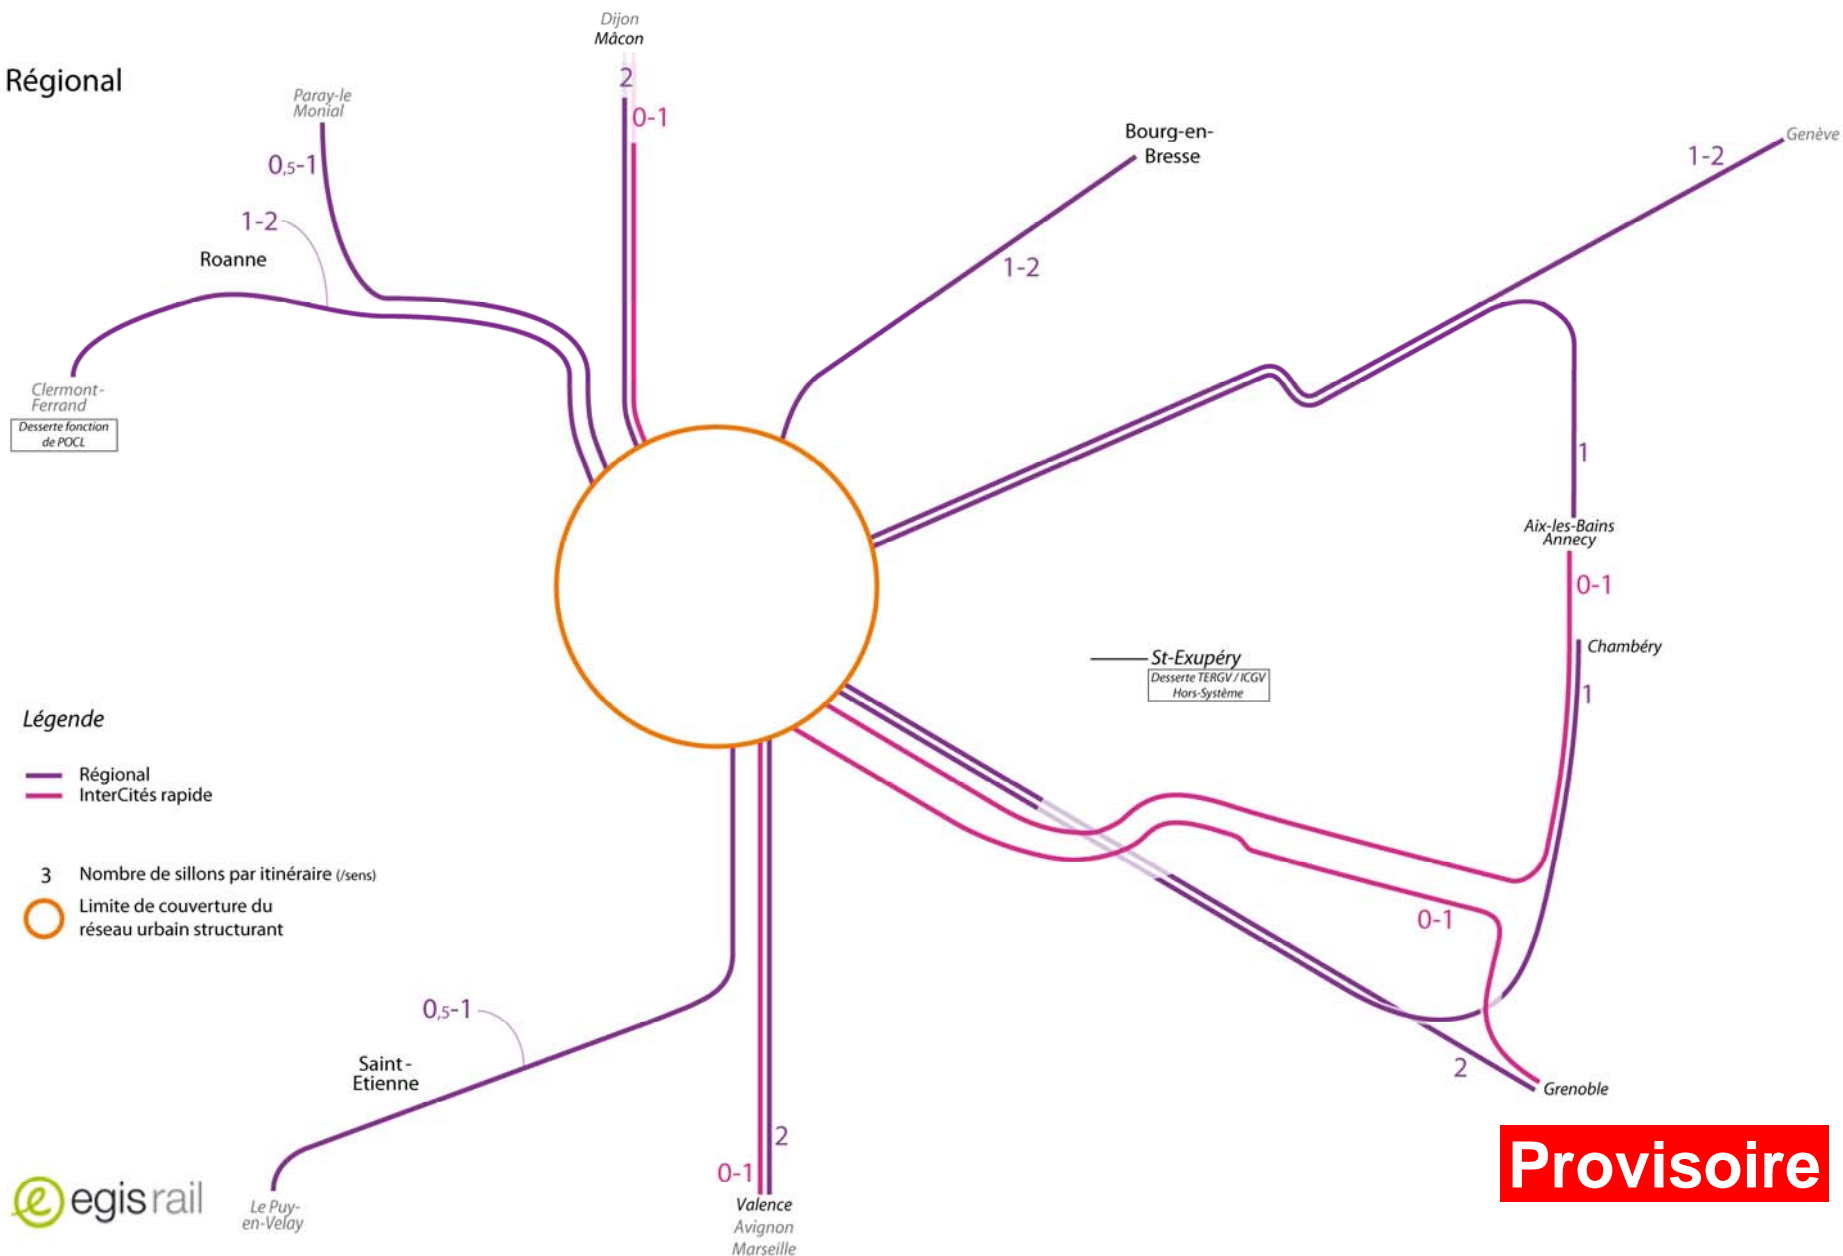 Régional
Dijon
Mâcon
2
0-1
Paray-le
Monial
0,5-1
1-2
Roanne
Clermont-
Ferrand
Desserte fonction
de POCL
Bourg-en-
Bresse
1-2
Genève
1-2
1
Aix-les-Bains
Annecy
0-1
Chambéry
1
St-Exupéry
Desserte TERGV / ICGV
Hors-Système
0-1
2
Grenoble
Légende
Régional
InterCités rapide
3 Nombre de sillons par itinéraire (/sens)
Limite de couverture du
réseau urbain structurant
0,5-1
Saint-
Etienne
Le Puy-
en-Velay
2
0-1
Valence
Avignon
Marseille
egis rail
Provisoire